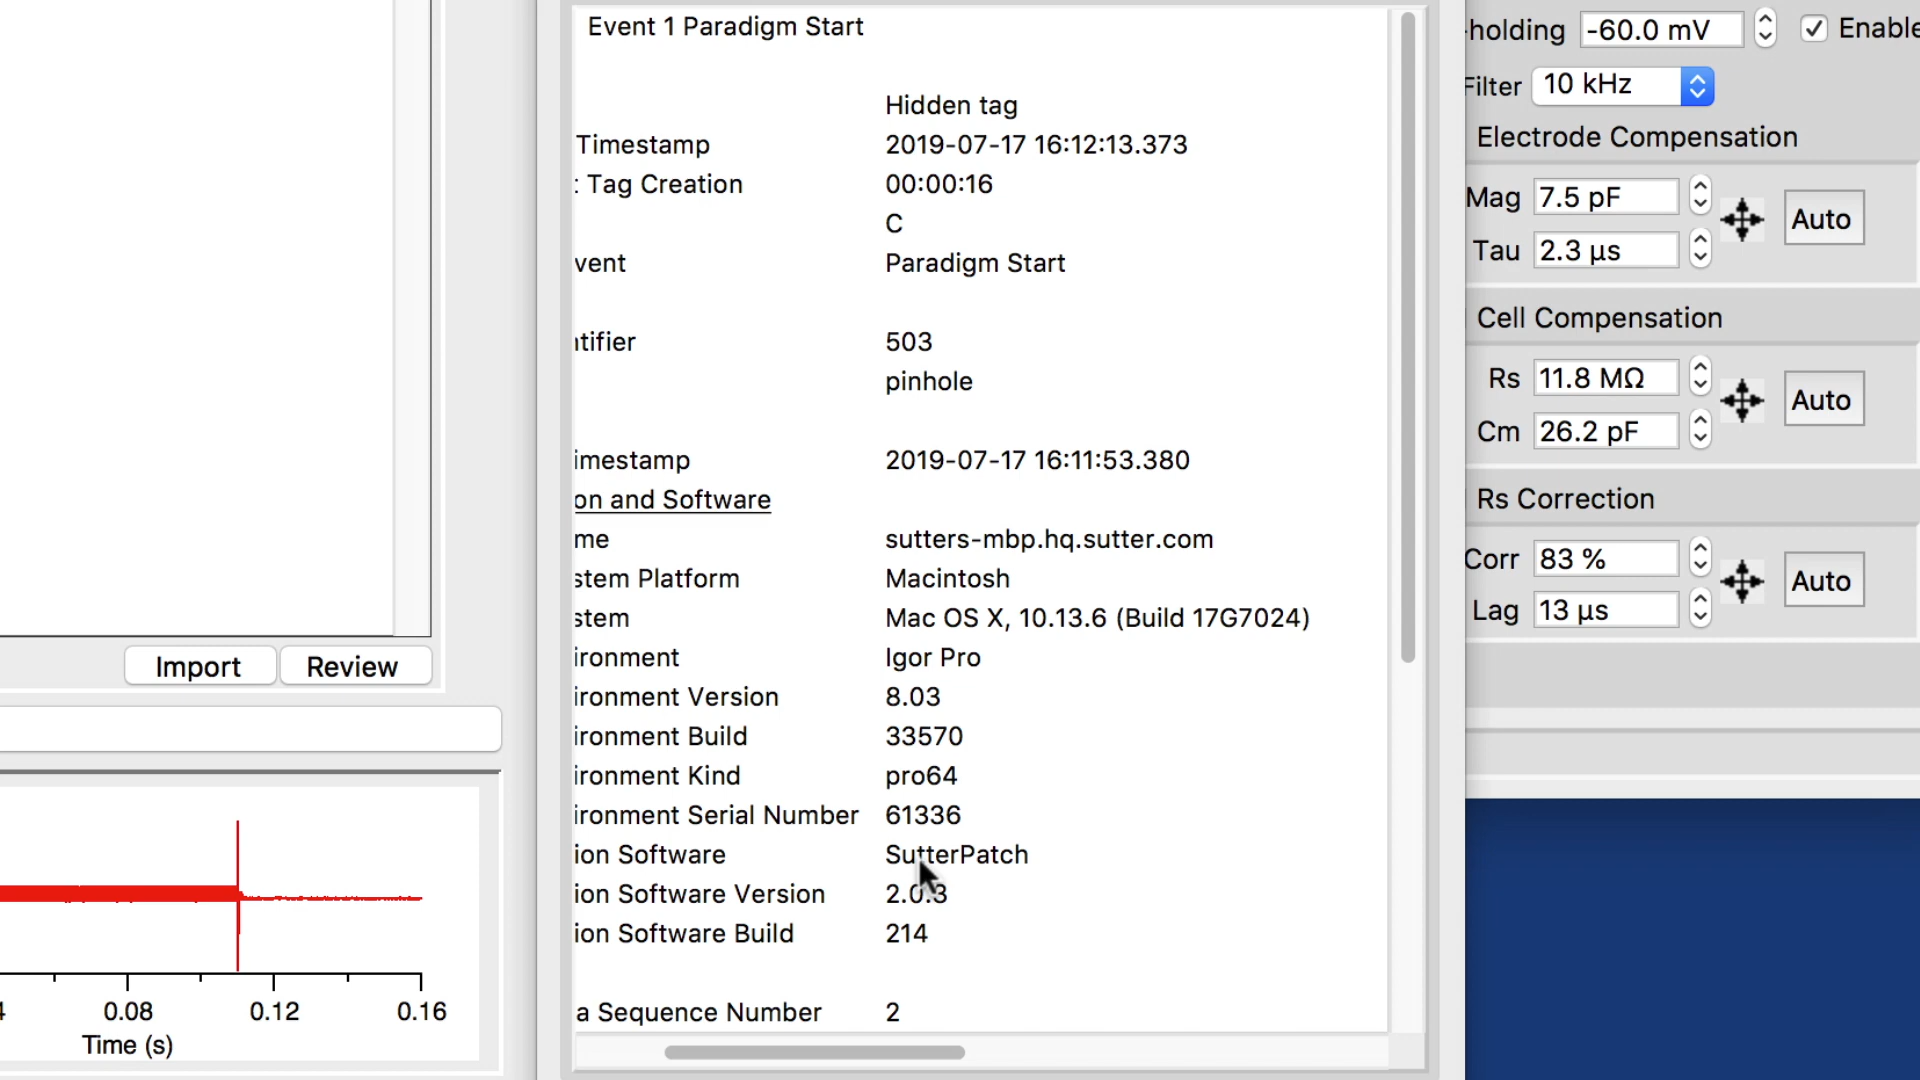 Event 1 Paradigm Start
Hidden tag
Timestamp 2019-07-17 16:12:13.373
: Tag Creation 00:00:16
C
vent Paradigm Start
ntifier 503
pinhole
imestamp 2019-07-17 16:11:53.380
on and Software
me sutters-mbp.hq.sutter.com
stem Platform Macintosh
stem Mac OS X, 10.13.6 (Build 17G7024)
ironment Igor Pro
ironment Version 8.03
ironment Build 33570
ironment Kind pro64
ironment Serial Number 61336
ion Software SutterPatch
ion Software Version 2.0.3
ion Software Build 214
a Sequence Number 2
-holding -60.0 mV Enable
Filter 10 kHz
Electrode Compensation
Mag 7.5 pF Auto
Tau 2.3 µs
Cell Compensation
Rs 11.8 MΩ Auto
Cm 26.2 pF
Rs Correction
Corr 83 % Auto
Lag 13 µs
Import Review
4 0.08 0.12 0.16
Time (s)